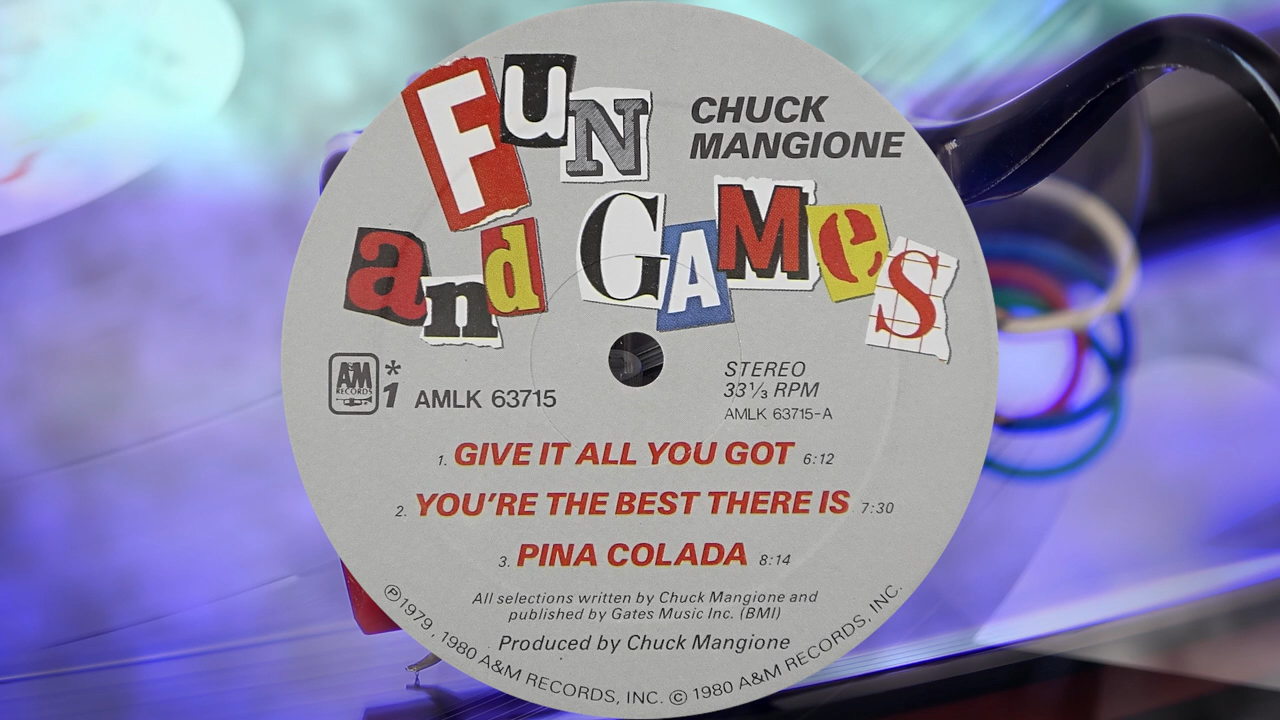 FuN
and GAMes
CHUCK
MANGIONE
A&M
RECORDS
*
1 AMLK 63715
STEREO
33⅓ RPM
AMLK 63715-A
1. GIVE IT ALL YOU GOT 6:12
2. YOU'RE THE BEST THERE IS 7:30
3. PINA COLADA 8:14
All selections written by Chuck Mangione and
published by Gates Music Inc. (BMI)
Produced by Chuck Mangione
℗1979, 1980 A&M RECORDS, INC. © 1980 A&M RECORDS, INC.